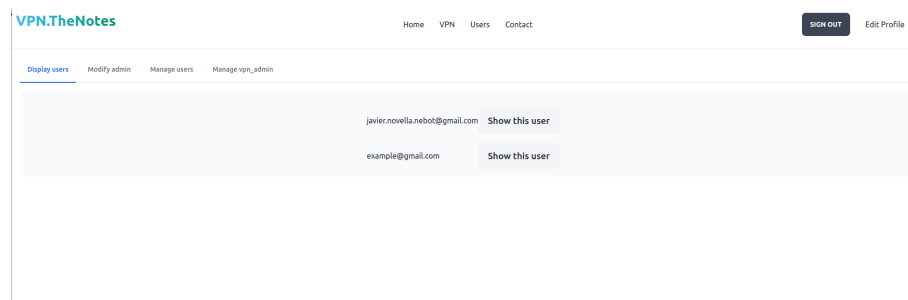 VPN.TheNotes Home VPN Users Contact SIGN OUT Edit Profile
Display users Modify admin Manage users Manage vpn_admin
javier.novella.nebot@gmail.com Show this user
example@gmail.com Show this user